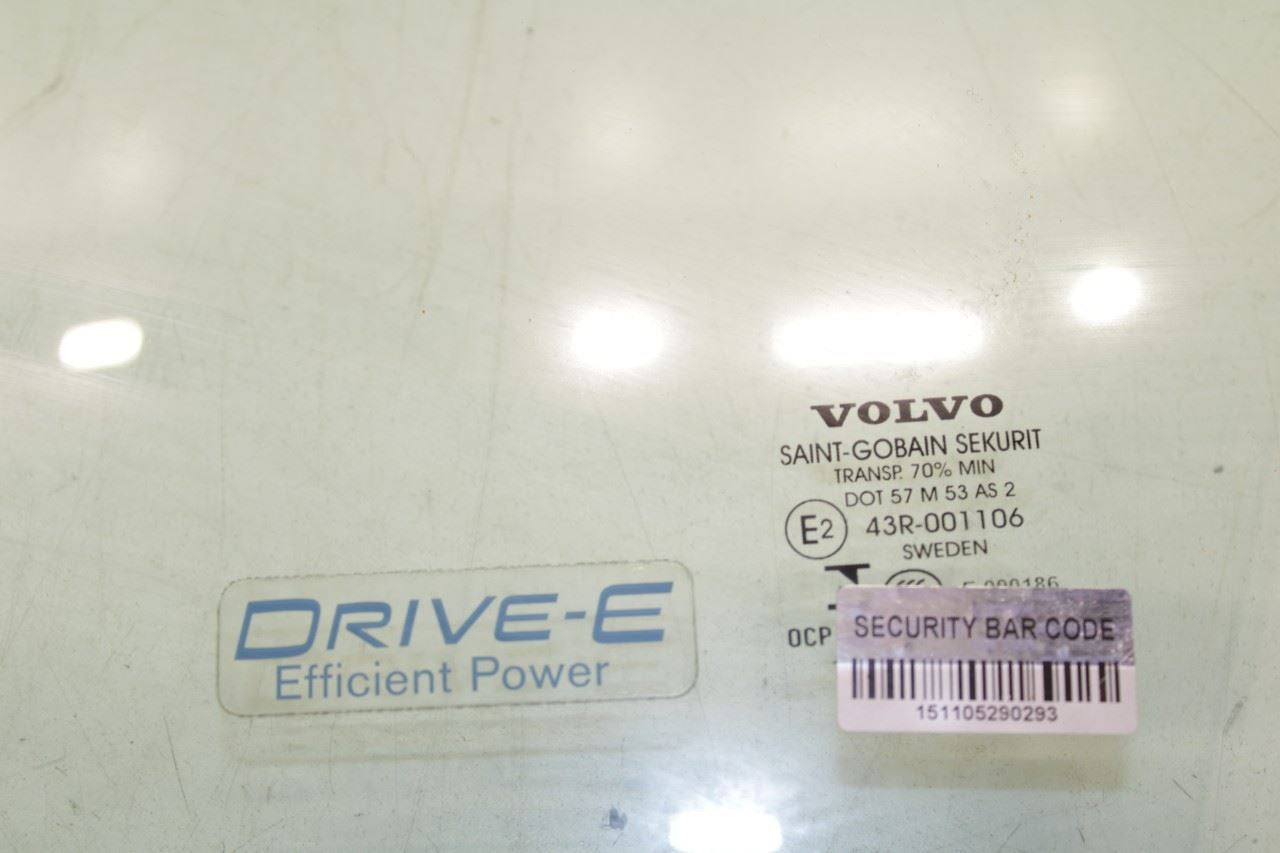 VOLVO
SAINT-GOBAIN SEKURIT
TRANSP. 70% MIN
DOT 57 M 53 AS 2
E2 43R-001106
SWEDEN
000186
OCP
SECURITY BAR CODE
151105290293
DRIVE-E
Efficient Power